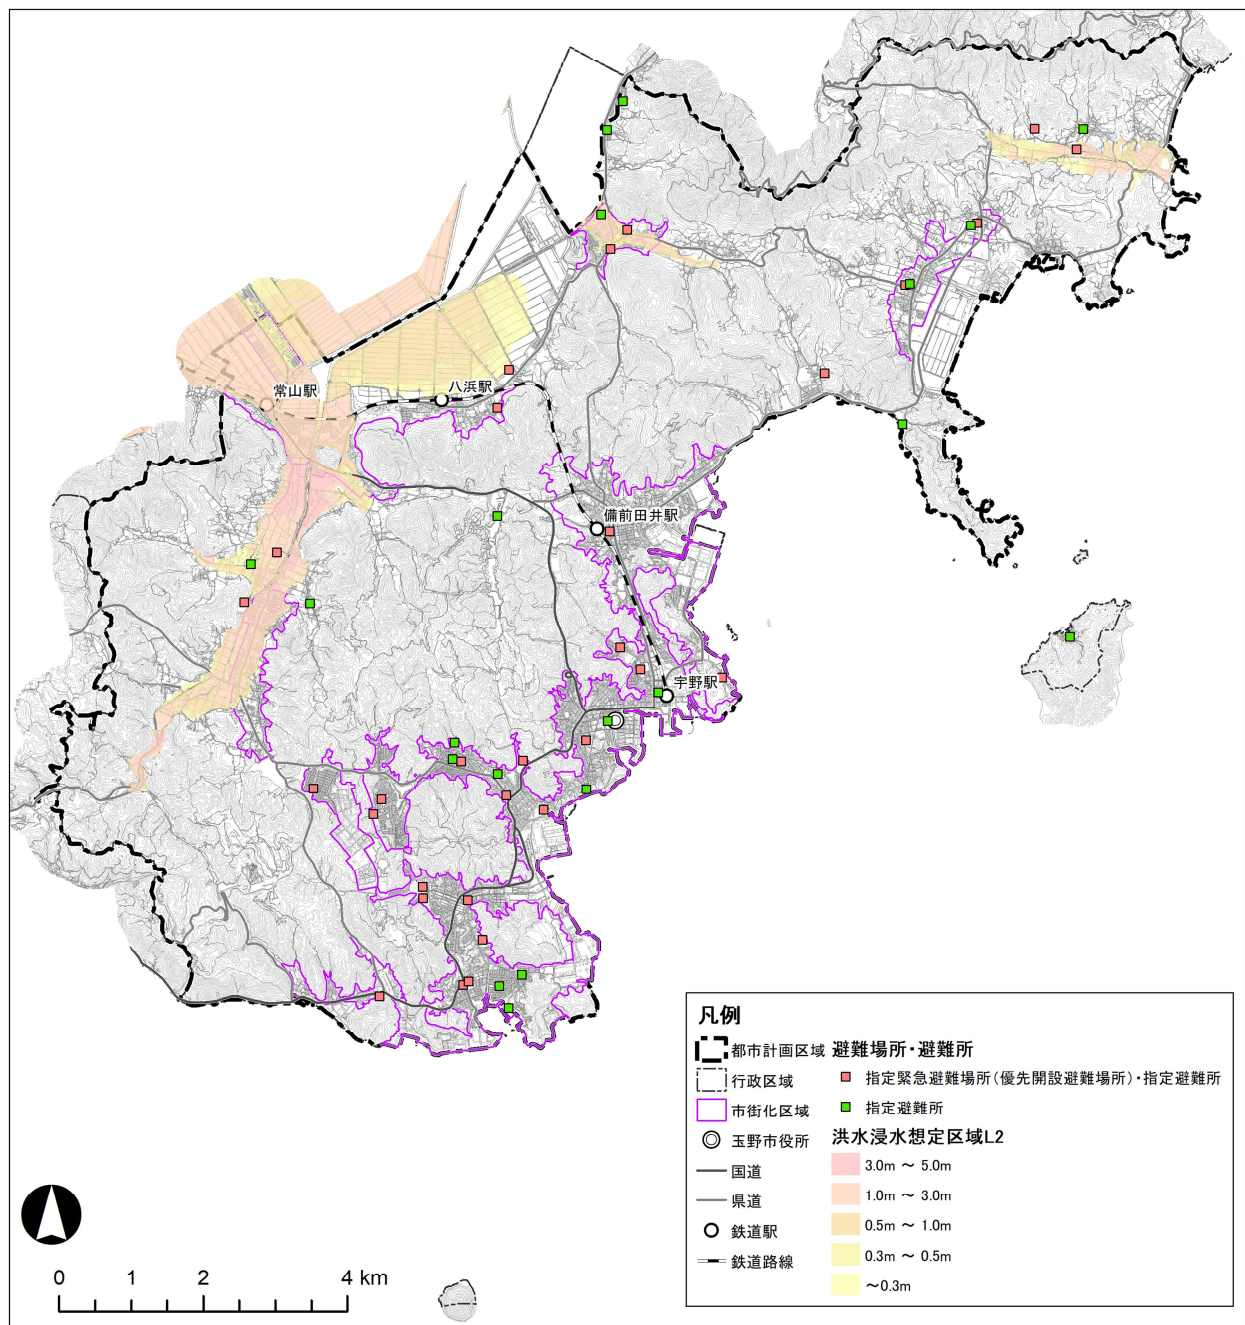 常山駅
八浜駅
備前田井駅
宇野駅
凡例
都市計画区域
行政区域
市街化区域
玉野市役所
国道
県道
鉄道駅
鉄道路線
避難場所・避難所
指定緊急避難場所(優先開設避難場所)・指定避難所
指定避難所
洪水浸水想定区域L2
3.0m ～ 5.0m
1.0m ～ 3.0m
0.5m ～ 1.0m
0.3m ～ 0.5m
～0.3m
0 1 2 4 km